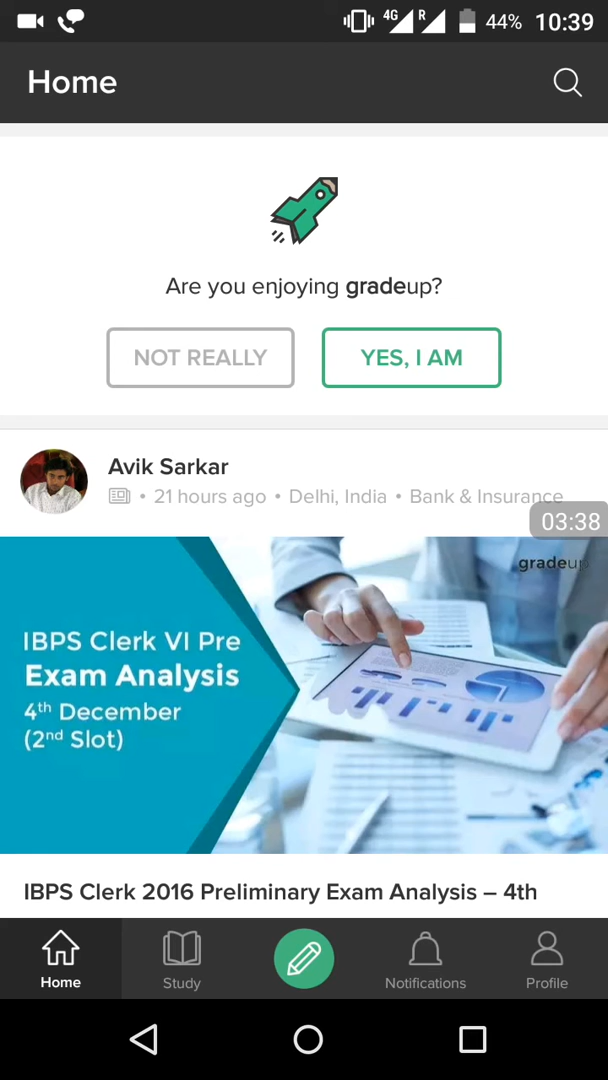 4G R 44% 10:39
Home
Are you enjoying gradeup?
NOT REALLY
YES, I AM
Avik Sarkar
• 21 hours ago • Delhi, India • Bank & Insurance
03:38
gradeup
IBPS Clerk VI Pre
Exam Analysis
4th December
(2nd Slot)
IBPS Clerk 2016 Preliminary Exam Analysis – 4th
Home
Study
Notifications
Profile